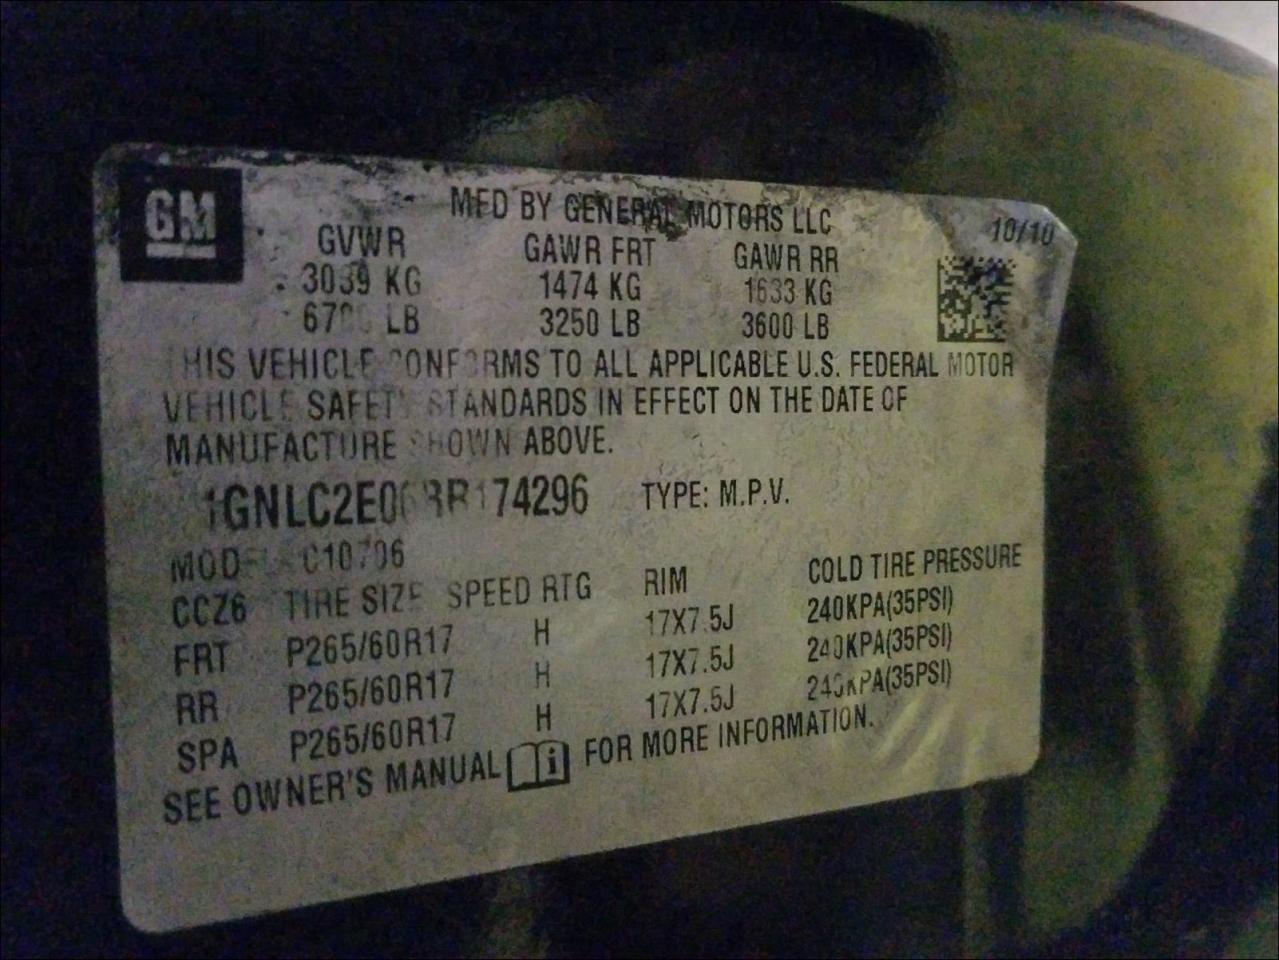 GM
MFD BY GENERAL MOTORS LLC
10/10
GVWR GAWR FRT GAWR RR
3039 KG 1474 KG 1633 KG
LB 3250 LB 3600 LB
THIS VEHICLE CONFORMS TO ALL APPLICABLE U.S. FEDERAL MOTOR
VEHICLE SAFETY STANDARDS IN EFFECT ON THE DATE OF
MANUFACTURE SHOWN ABOVE.
TYPE: M.P.V.
MODEL: C10706
CCZ6 TIRE SIZE SPEED RTG RIM COLD TIRE PRESSURE
FRT P265/60R17 H 17X7.5J 240KPA(35PSI)
RR P265/60R17 H 17X7.5J 240KPA(35PSI)
SPA P265/60R17 H 17X7.5J 240KPA(35PSI)
SEE OWNER'S MANUAL i FOR MORE INFORMATION.